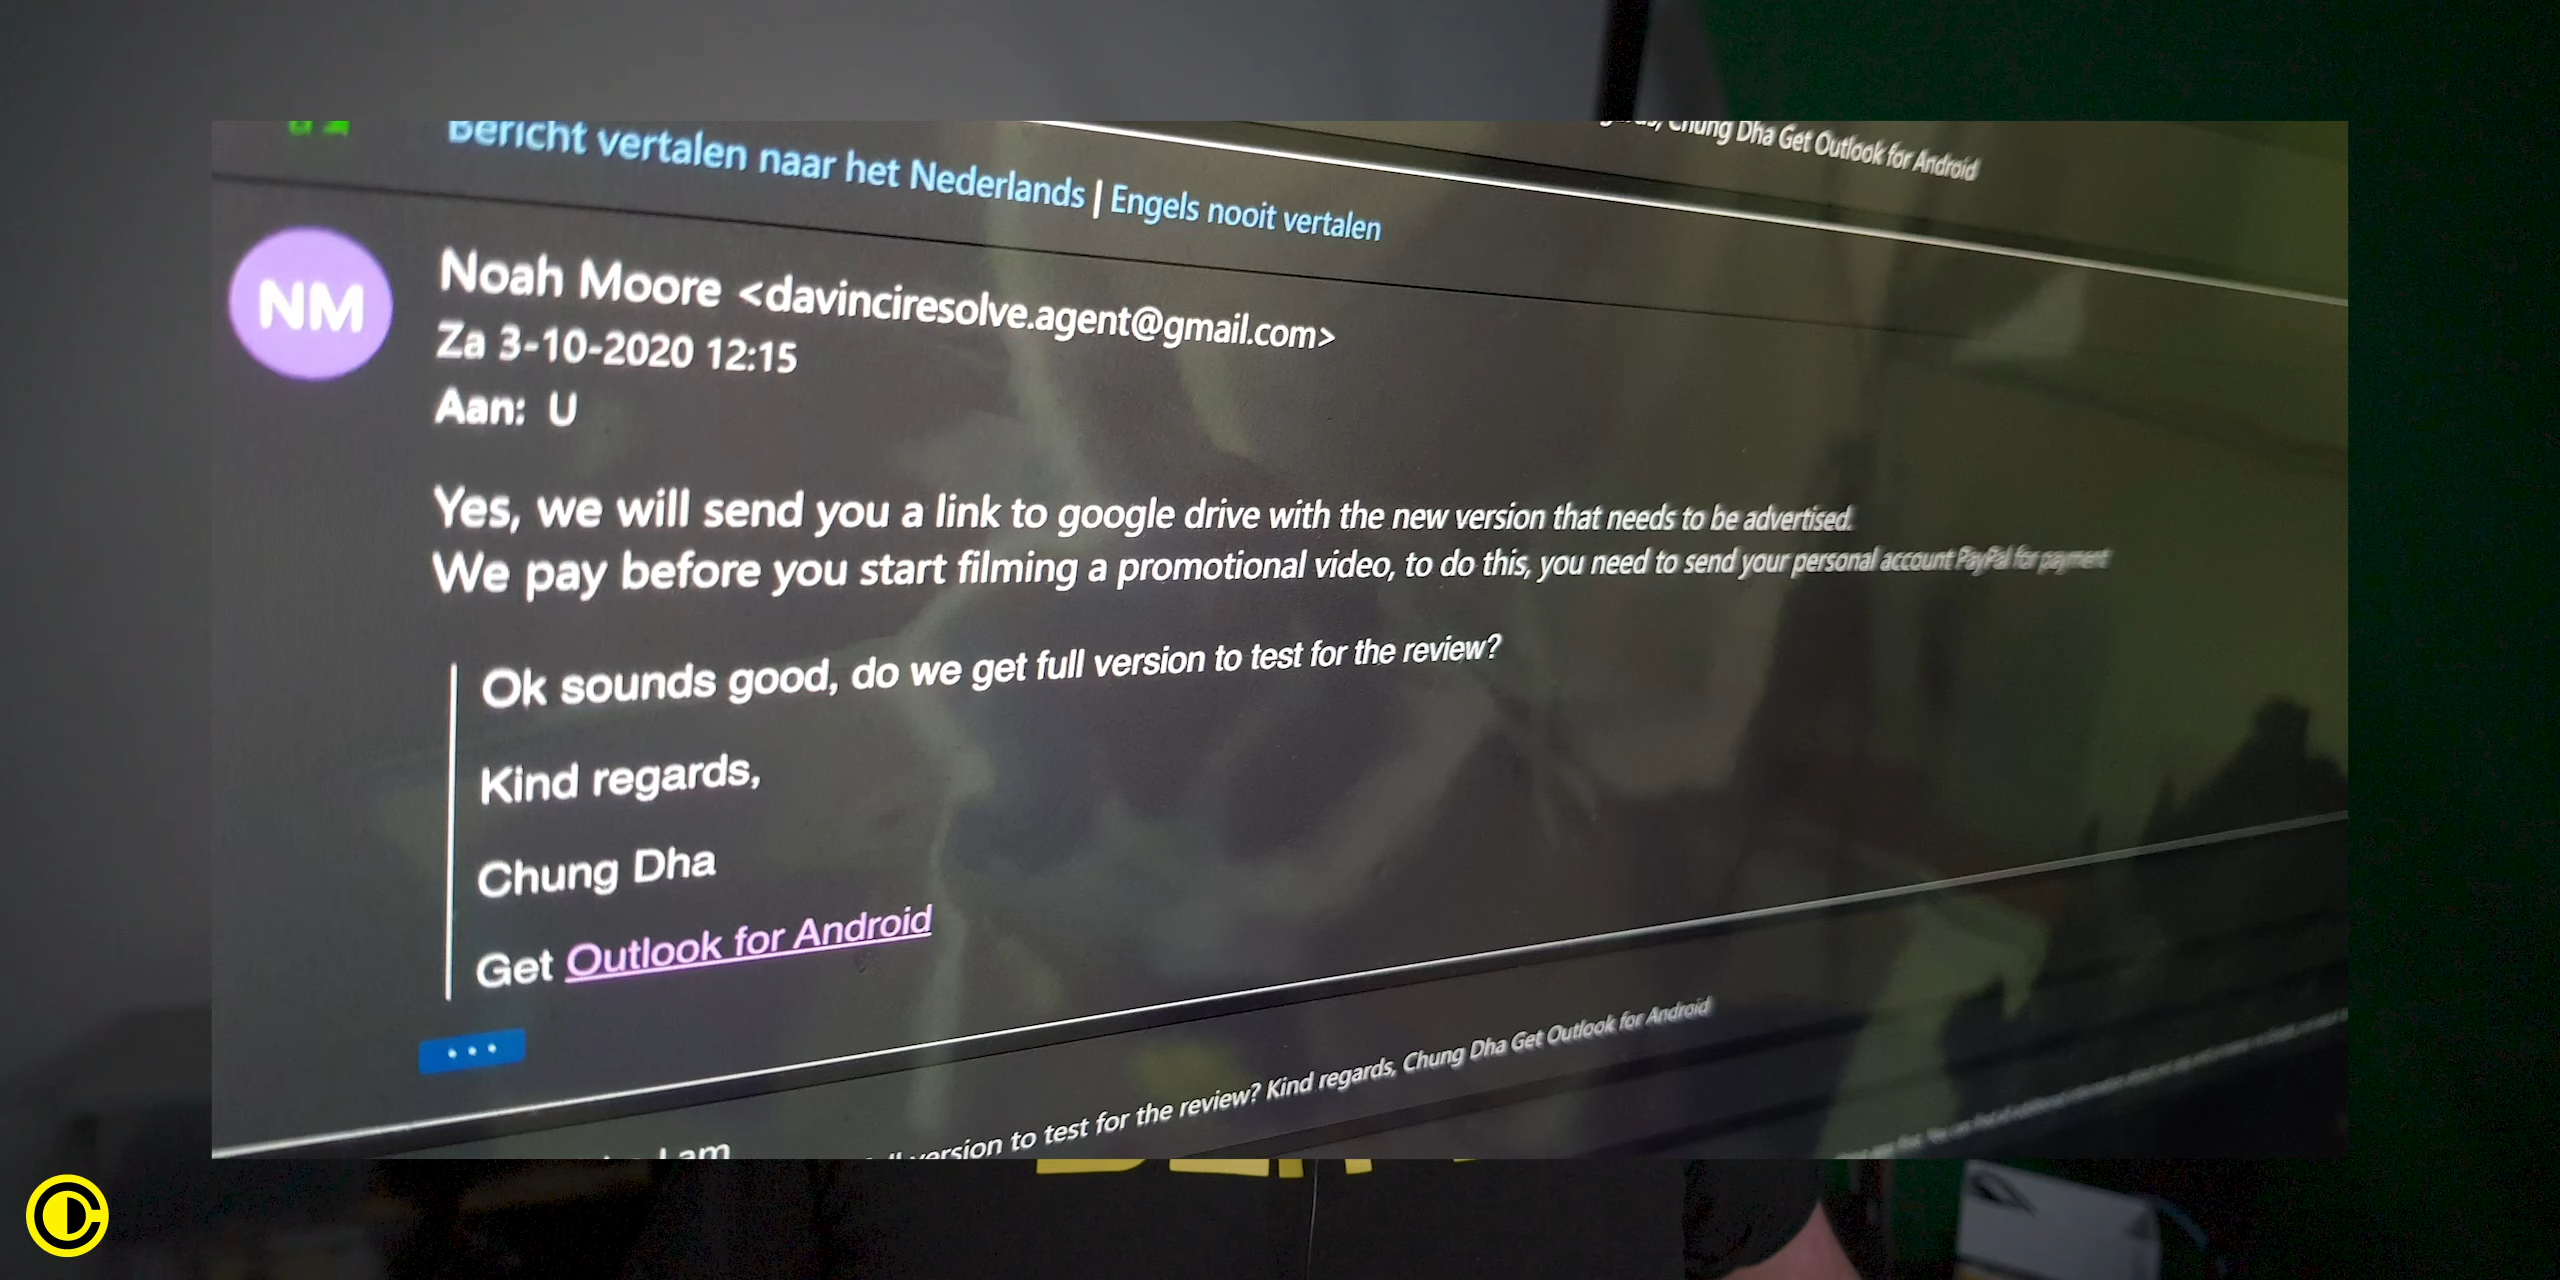 Chung Dha Get Outlook for Android
Bericht vertalen naar het Nederlands | Engels nooit vertalen
NM
Noah Moore <davinciresolve.agent@gmail.com>
Za 3-10-2020 12:15
Aan: U
Yes, we will send you a link to google drive with the new version that needs to be advertised.
We pay before you start filming a promotional video, to do this, you need to send your personal account PayPal for payment
Ok sounds good, do we get full version to test for the review?
Kind regards,
Chung Dha
Get Outlook for Android
version to test for the review? Kind regards, Chung Dha Get Outlook for Android
I am